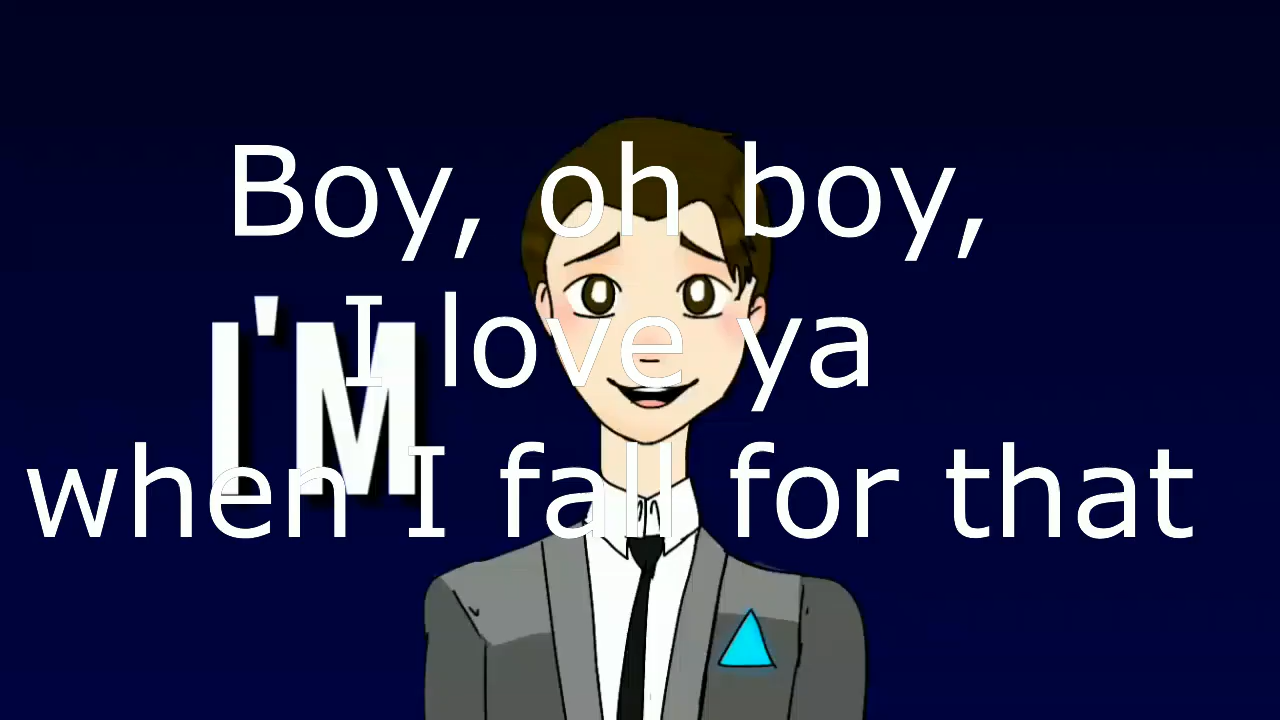 Boy, oh boy,
I love ya
I'M
when I fall for that